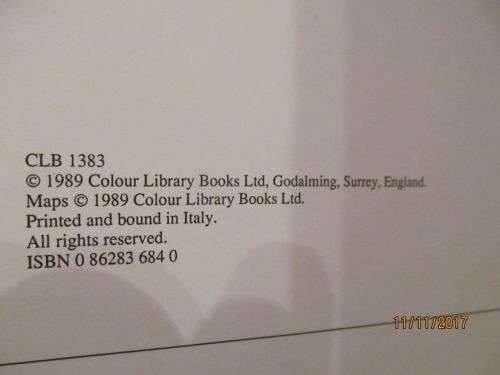 CLB 1383
© 1989 Colour Library Books Ltd, Godalming, Surrey, England.
Maps © 1989 Colour Library Books Ltd.
Printed and bound in Italy.
All rights reserved.
ISBN 0 86283 684 0
11/11/2017